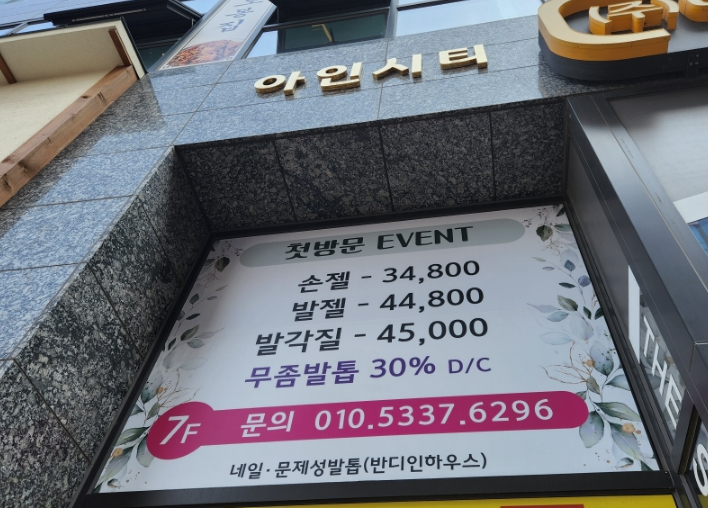 아인시티
첫방문 EVENT
손젤 - 34,800
발젤 - 44,800
발각질 - 45,000
무좀발톱 30% D/C
7F 문의 010.5337.6296
네일·문제성발톱(반디인하우스)
THE